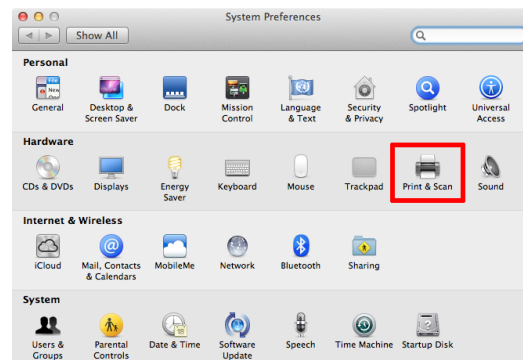 System Preferences
Show All
Personal
General
Desktop &
Screen Saver
Dock
Mission
Control
Language
& Text
Security
& Privacy
Spotlight
Universal
Access
Hardware
CDs & DVDs
Displays
Energy
Saver
Keyboard
Mouse
Trackpad
Print & Scan
Sound
Internet & Wireless
iCloud
Mail, Contacts
& Calendars
MobileMe
Network
Bluetooth
Sharing
System
Users &
Groups
Parental
Controls
Date & Time
Software
Update
Speech
Time Machine
Startup Disk